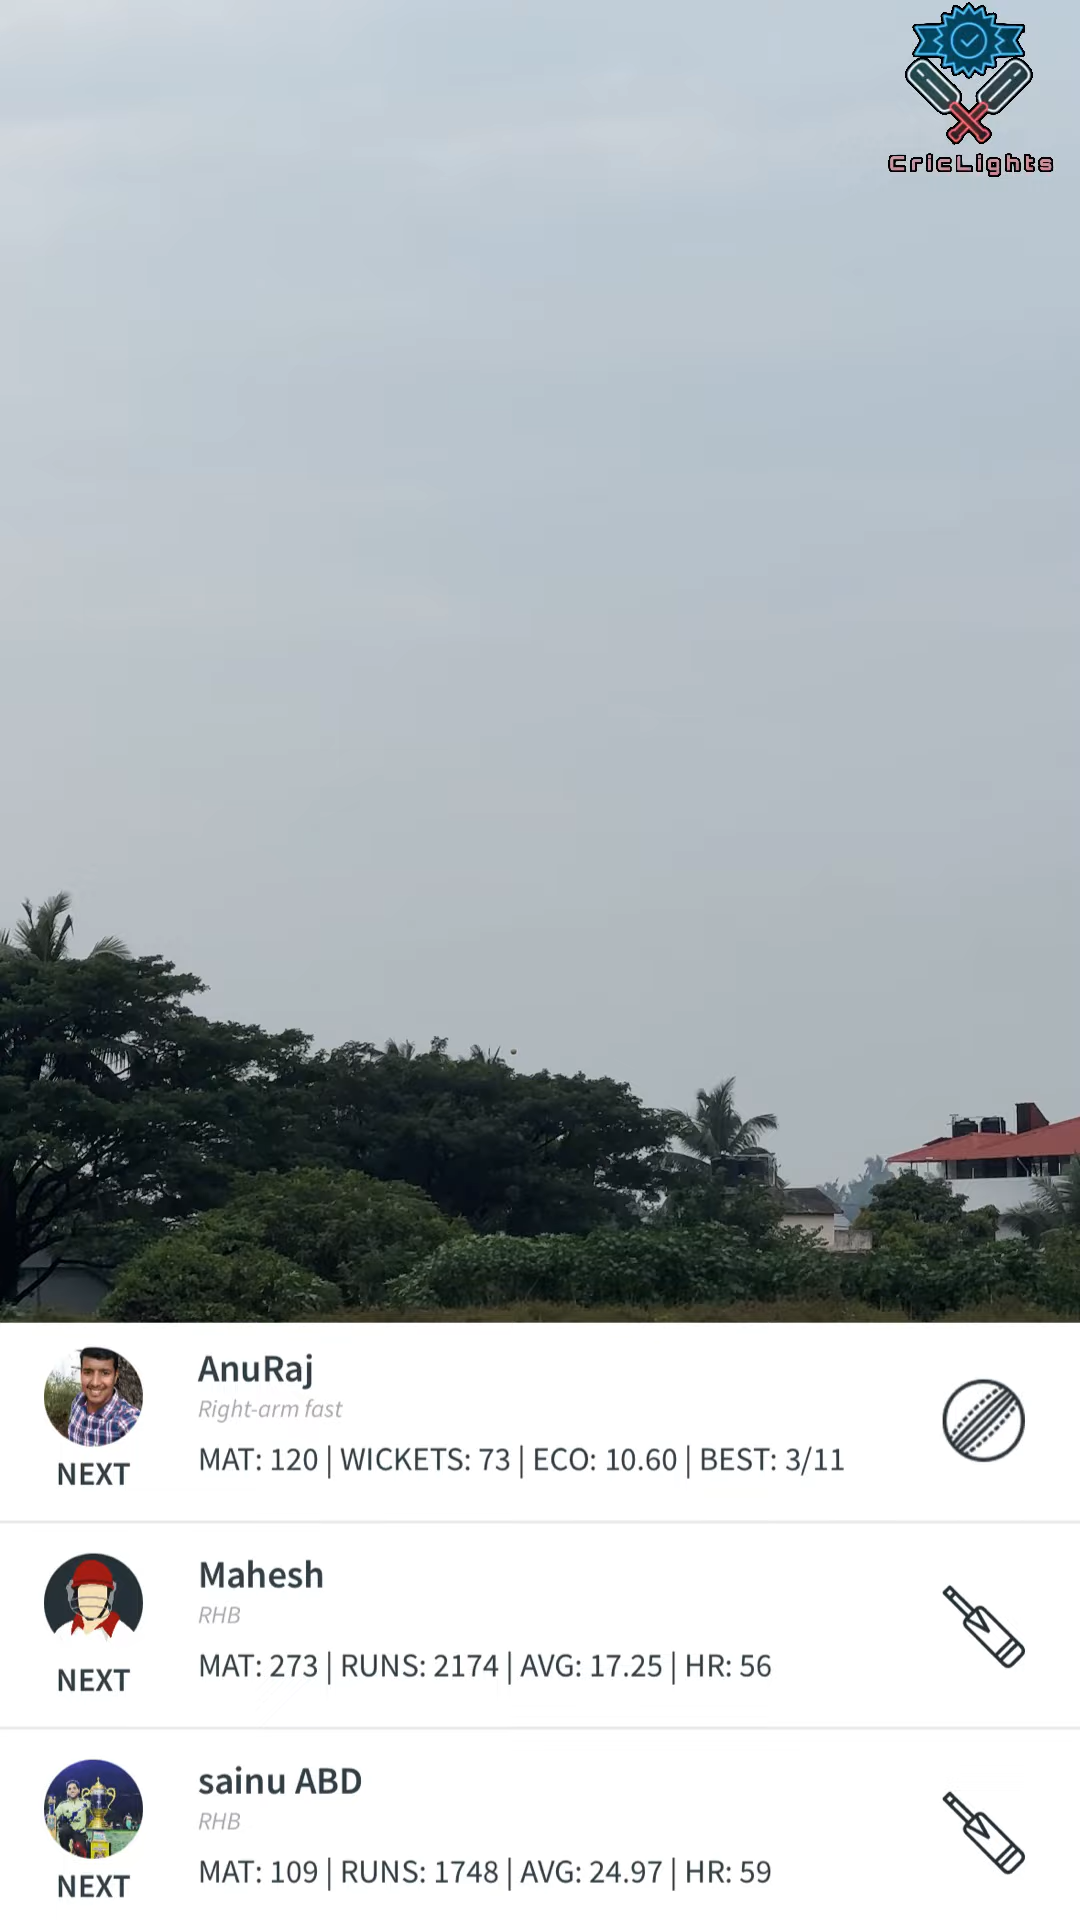 CricLights
AnuRaj
Right-arm fast
MAT: 120 | WICKETS: 73 | ECO: 10.60 | BEST: 3/11
NEXT
Mahesh
RHB
MAT: 273 | RUNS: 2174 | AVG: 17.25 | HR: 56
NEXT
sainu ABD
RHB
MAT: 109 | RUNS: 1748 | AVG: 24.97 | HR: 59
NEXT